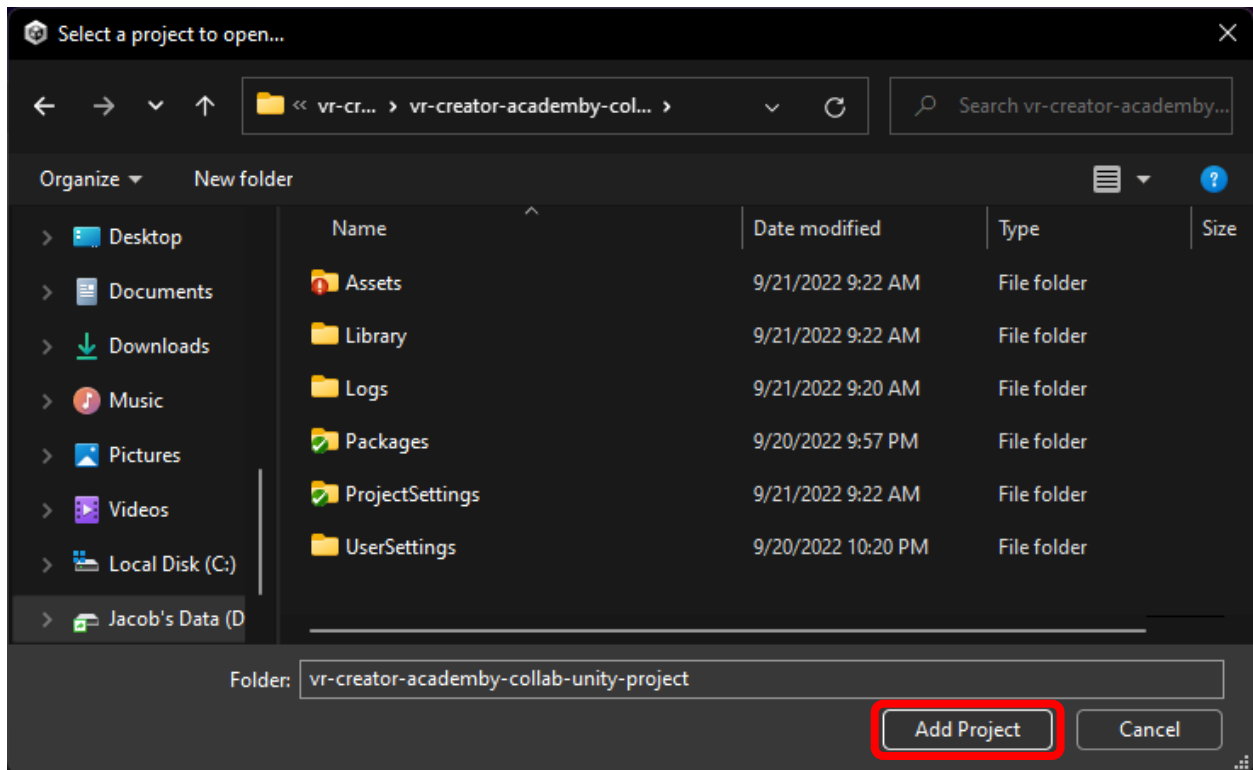 Select a project to open...
« vr-cr... › vr-creator-academby-col... ›
Search vr-creator-academby...
Organize
New folder
?
Name
Date modified
Type
Size
Desktop
Documents
Downloads
Music
Pictures
Videos
Local Disk (C:)
Jacob's Data (D
Assets 9/21/2022 9:22 AM File folder
Library 9/21/2022 9:22 AM File folder
Logs 9/21/2022 9:20 AM File folder
Packages 9/20/2022 9:57 PM File folder
ProjectSettings 9/21/2022 9:22 AM File folder
UserSettings 9/20/2022 10:20 PM File folder
Folder: vr-creator-academby-collab-unity-project
Add Project
Cancel